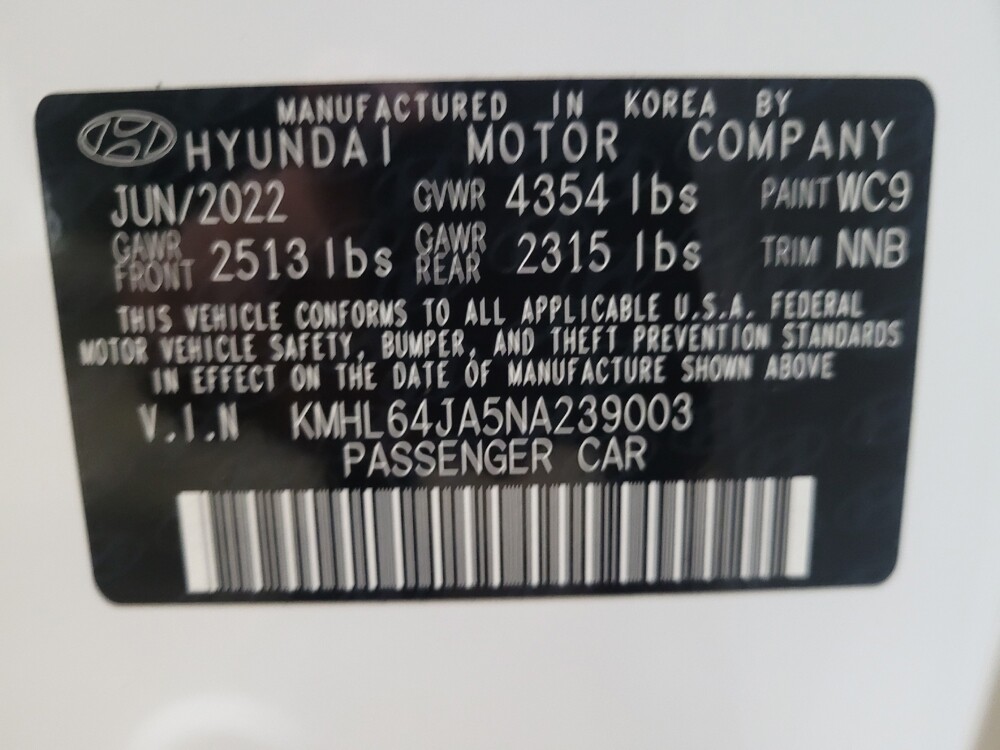 MANUFACTURED IN KOREA BY
HYUNDAI MOTOR COMPANY
JUN/2022 GVWR 4354 lbs PAINT WC9
GAWR FRONT 2513 lbs GAWR REAR 2315 lbs TRIM NNB
THIS VEHICLE CONFORMS TO ALL APPLICABLE U.S.A. FEDERAL
MOTOR VEHICLE SAFETY, BUMPER, AND THEFT PREVENTION STANDARDS
IN EFFECT ON THE DATE OF MANUFACTURE SHOWN ABOVE
V.I.N KMHL64JA5NA239003
PASSENGER CAR